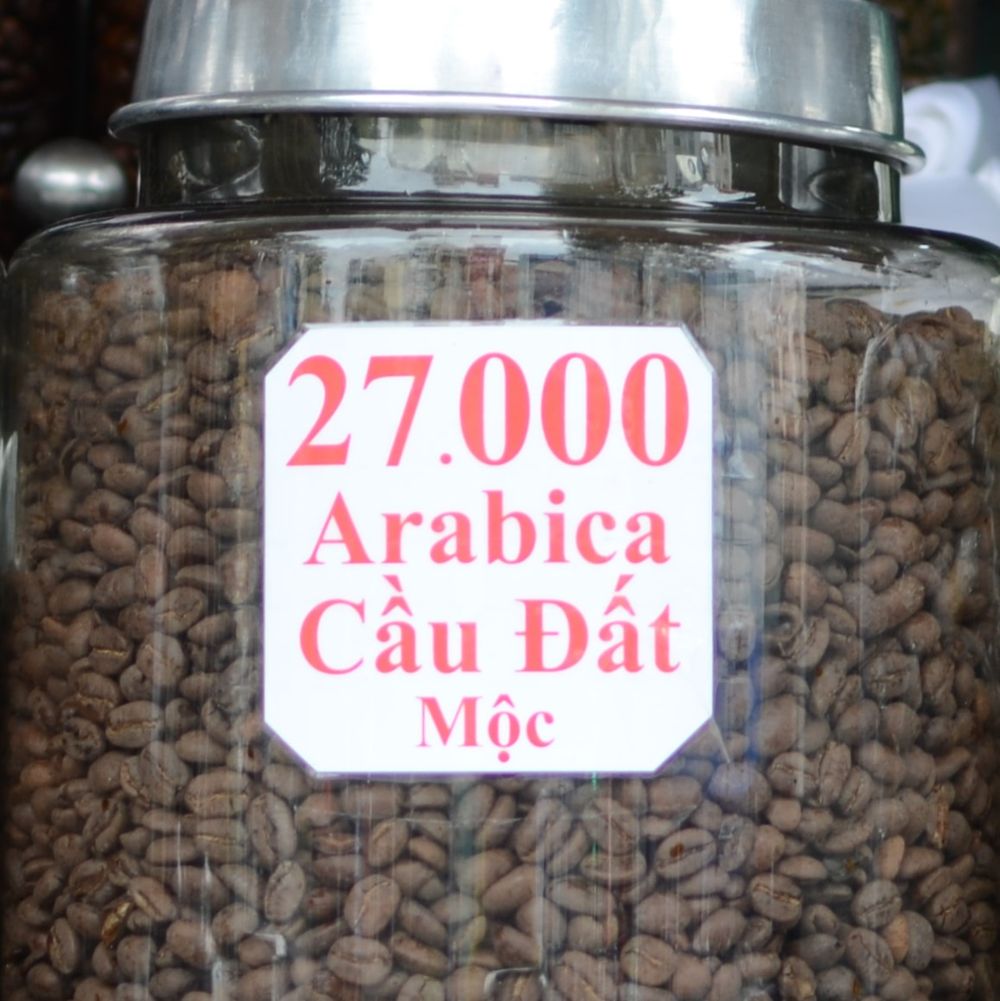 27.000
Arabica
Cầu Đất
Mộc